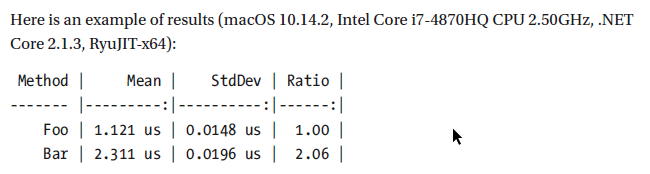 Here is an example of results (macOS 10.14.2, Intel Core i7-4870HQ CPU 2.50GHz, .NET
Core 2.1.3, RyuJIT-x64):
Method |     Mean |    StdDev | Ratio |
------- |---------:|----------:|------:|
Foo | 1.121 us | 0.0148 us |  1.00 |
Bar | 2.311 us | 0.0196 us |  2.06 |